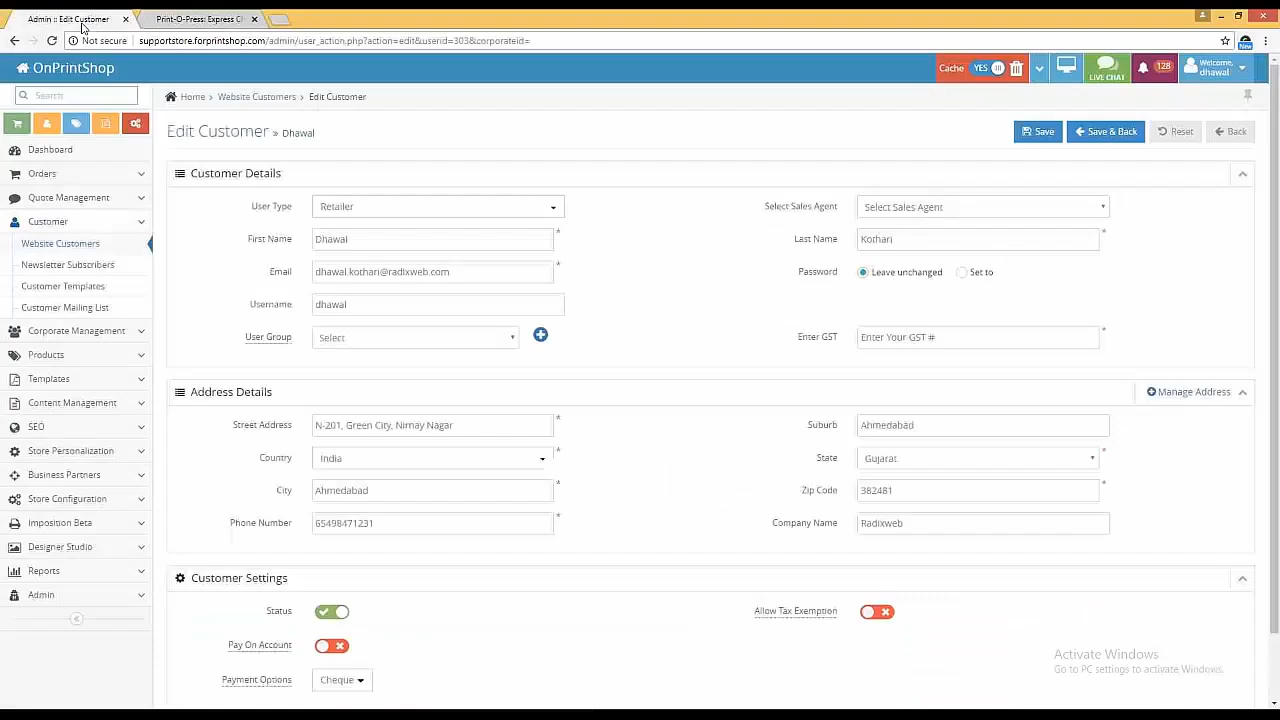 Admin :: Edit Customer
Print-O-Press: Express Cl
Not secure supportstore.forprintshop.com/admin/user_action.php?action=edit&userid=303&corporateid=
New
OnPrintShop
Cache YES
LIVE CHAT
128
Welcome, dhawal
Search
Home > Website Customers > Edit Customer
Edit Customer » Dhawal
Save
Save & Back
Reset
Back
Dashboard
Orders
Quote Management
Customer
Website Customers
Newsletter Subscribers
Customer Templates
Customer Mailing List
Corporate Management
Products
Templates
Content Management
SEO
Store Personalization
Business Partners
Store Configuration
Imposition Beta
Designer Studio
Reports
Admin
Customer Details
User Type Retailer
Select Sales Agent Select Sales Agent
First Name Dhawal *
Last Name Kothari *
Email dhawal.kothari@radixweb.com *
Password Leave unchanged Set to
Username dhawal
User Group Select
Enter GST Enter Your GST # *
Address Details
Manage Address
Street Address N-201, Green City, Nirnay Nagar *
Suburb Ahmedabad
Country India *
State Gujarat *
City Ahmedabad *
Zip Code 382481 *
Phone Number 65498471231 *
Company Name Radixweb
Customer Settings
Status
Allow Tax Exemption
Pay On Account
Payment Options Cheque
Activate Windows
Go to PC settings to activate Windows.